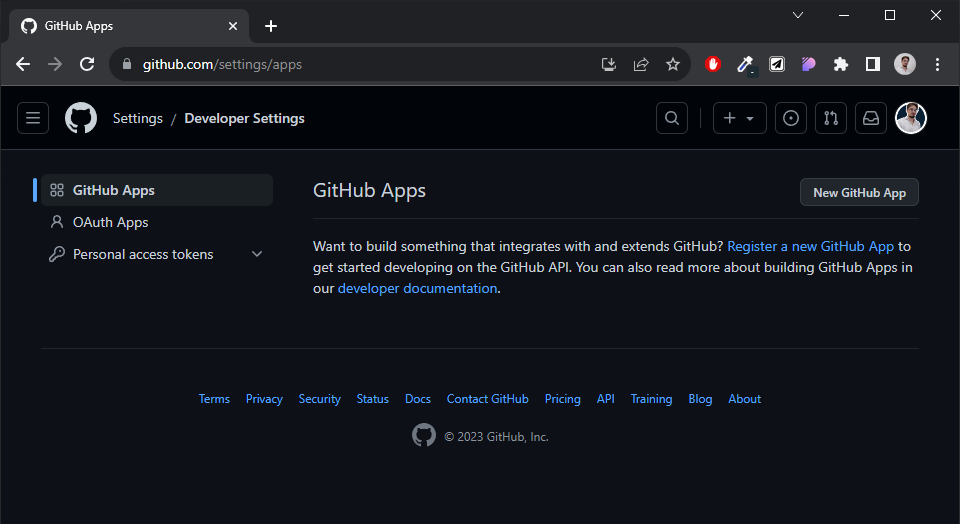 GitHub Apps
github.com/settings/apps
Settings / Developer Settings
GitHub Apps
OAuth Apps
Personal access tokens
GitHub Apps
New GitHub App
Want to build something that integrates with and extends GitHub? Register a new GitHub App to
get started developing on the GitHub API. You can also read more about building GitHub Apps in
our developer documentation.
Terms Privacy Security Status Docs Contact GitHub Pricing API Training Blog About
© 2023 GitHub, Inc.